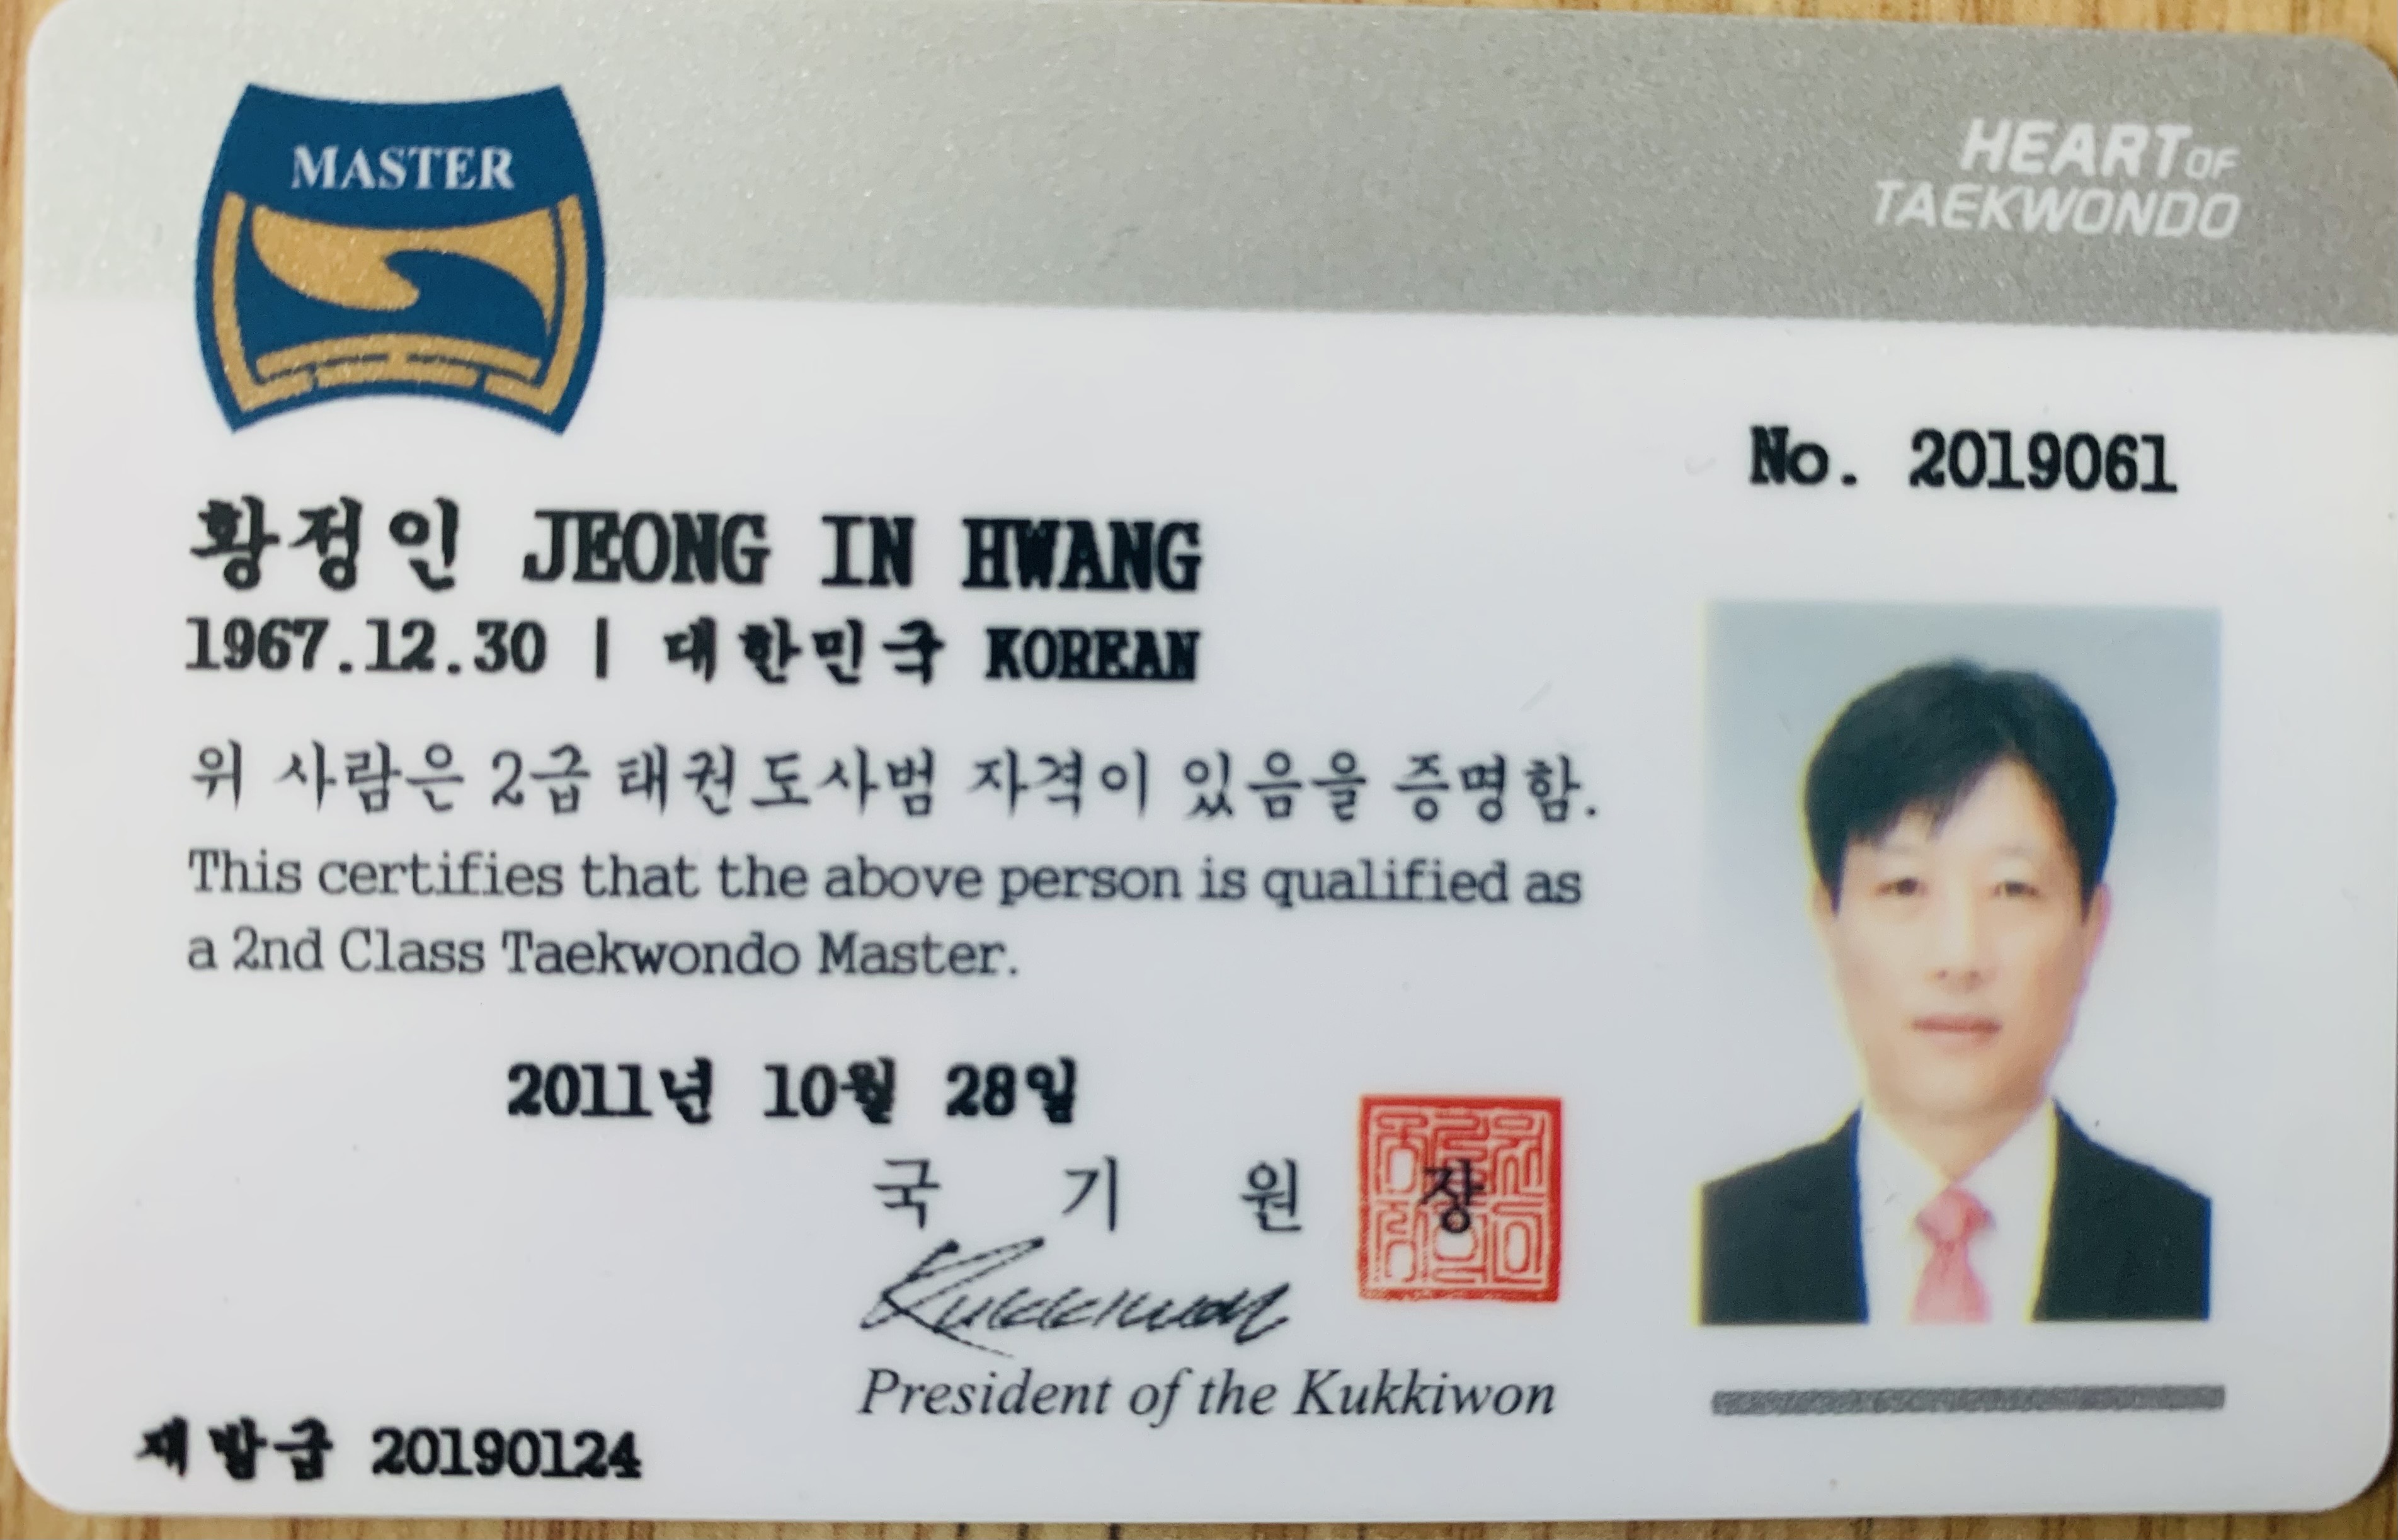 MASTER
HEART OF
TAEKWONDO
No. 2019061
황정인 JEONG IN HWANG
1967.12.30 | 대한민국 KOREAN
위 사람은 2급 태권도사범 자격이 있음을 증명함.
This certifies that the above person is qualified as
a 2nd Class Taekwondo Master.
2011년 10월 28일
국 기 원 장
Kukkiwon
President of the Kukkiwon
재발급 20190124